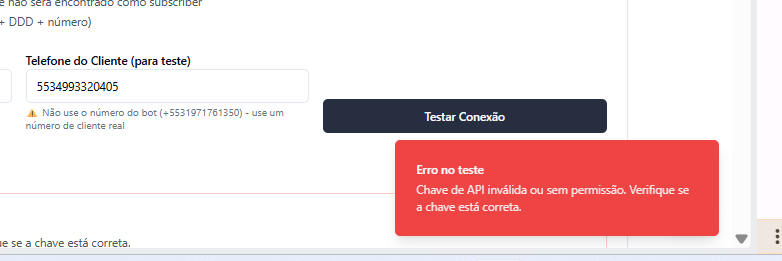 e não será encontrado como subscriber
+ DDD + número)
Telefone do Cliente (para teste)
5534993320405
⚠️ Não use o número do bot (+5531971761350) - use um
número de cliente real
Testar Conexão
Erro no teste
Chave de API inválida ou sem permissão. Verifique se
a chave está correta.
ue se a chave está correta.